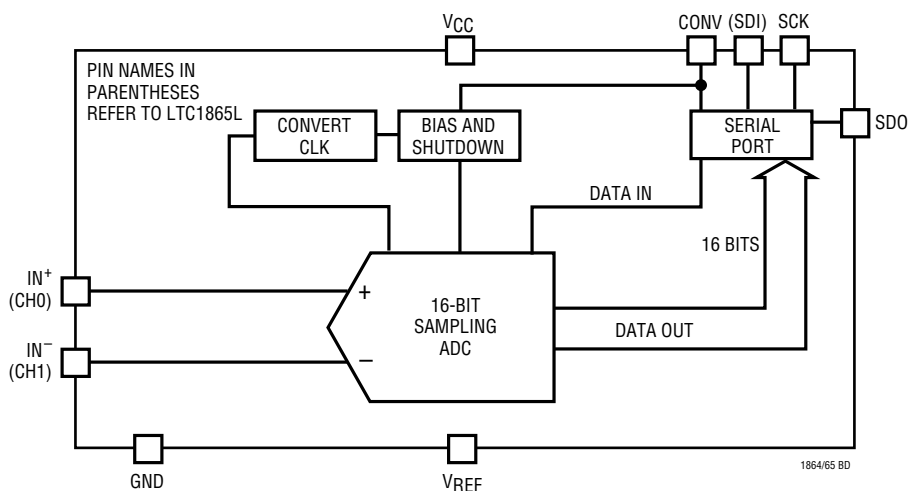 VCC
CONV
(SDI)
SCK
PIN NAMES IN
PARENTHESES
REFER TO LTC1865L
CONVERT
CLK
BIAS AND
SHUTDOWN
SERIAL
PORT
SDO
DATA IN
16 BITS
IN+
(CH0)
+
16-BIT
SAMPLING
ADC
DATA OUT
IN−
(CH1)
−
GND
VREF
1864/65 BD